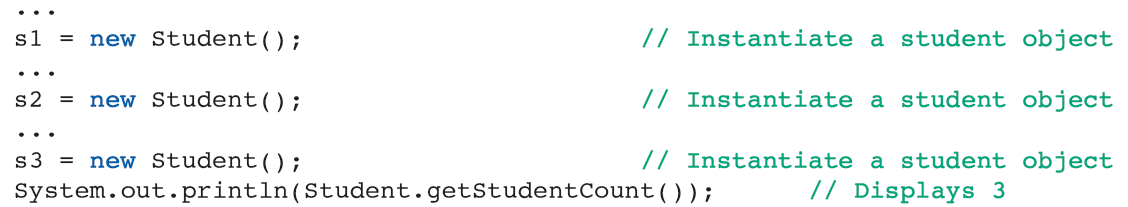 ...
s1 = new Student(); // Instantiate a student object
...
s2 = new Student(); // Instantiate a student object
...
s3 = new Student(); // Instantiate a student object
System.out.println(Student.getStudentCount()); // Displays 3